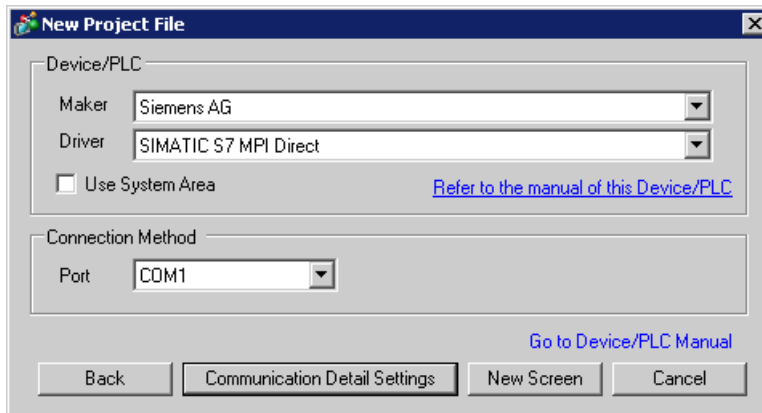 New Project File
Device/PLC
Maker Siemens AG
Driver SIMATIC S7 MPI Direct
Use System Area Refer to the manual of this Device/PLC
Connection Method
Port COM1
Go to Device/PLC Manual
Back Communication Detail Settings New Screen Cancel